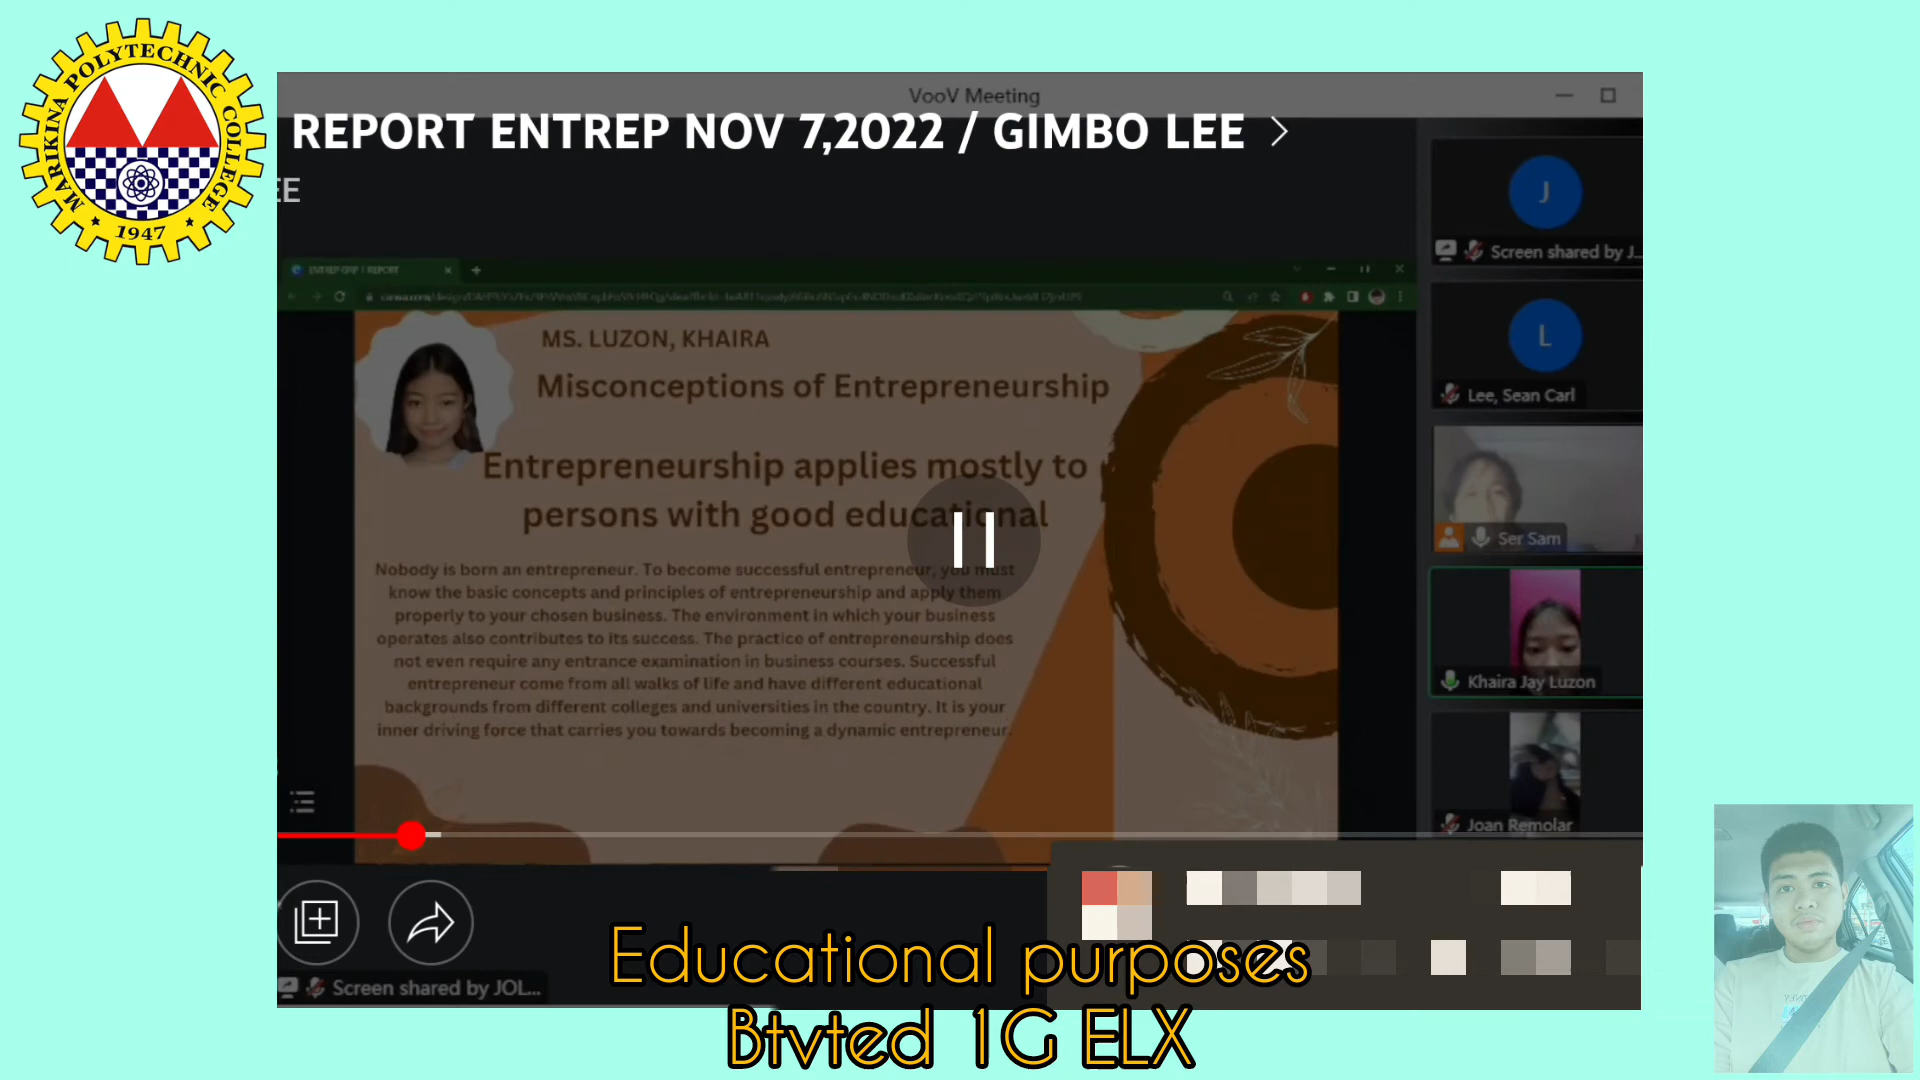 MARIKINA POLYTECHNIC COLLEGE
1947
VooV Meeting
REPORT ENTREP NOV 7,2022 / GIMBO LEE
EE
ENTREP GRP 1 REPORT
MS. LUZON, KHAIRA
Misconceptions of Entrepreneurship
Entrepreneurship applies mostly to
persons with good educational
Nobody is born an entrepreneur. To become successful entrepreneur, you must
know the basic concepts and principles of entrepreneurship and apply them
properly to your chosen business. The environment in which your business
operates also contributes to its success. The practice of entrepreneurship does
not even require any entrance examination in business courses. Successful
entrepreneur come from all walks of life and have different educational
backgrounds from different colleges and universities in the country. It is your
inner driving force that carries you towards becoming a dynamic entrepreneur.
J
Screen shared by J...
L
Lee, Sean Carl
Ser Sam
Khaira Jay Luzon
Joan Remolar
Screen shared by JOL...
Educational purposes
Btvted 1G ELX